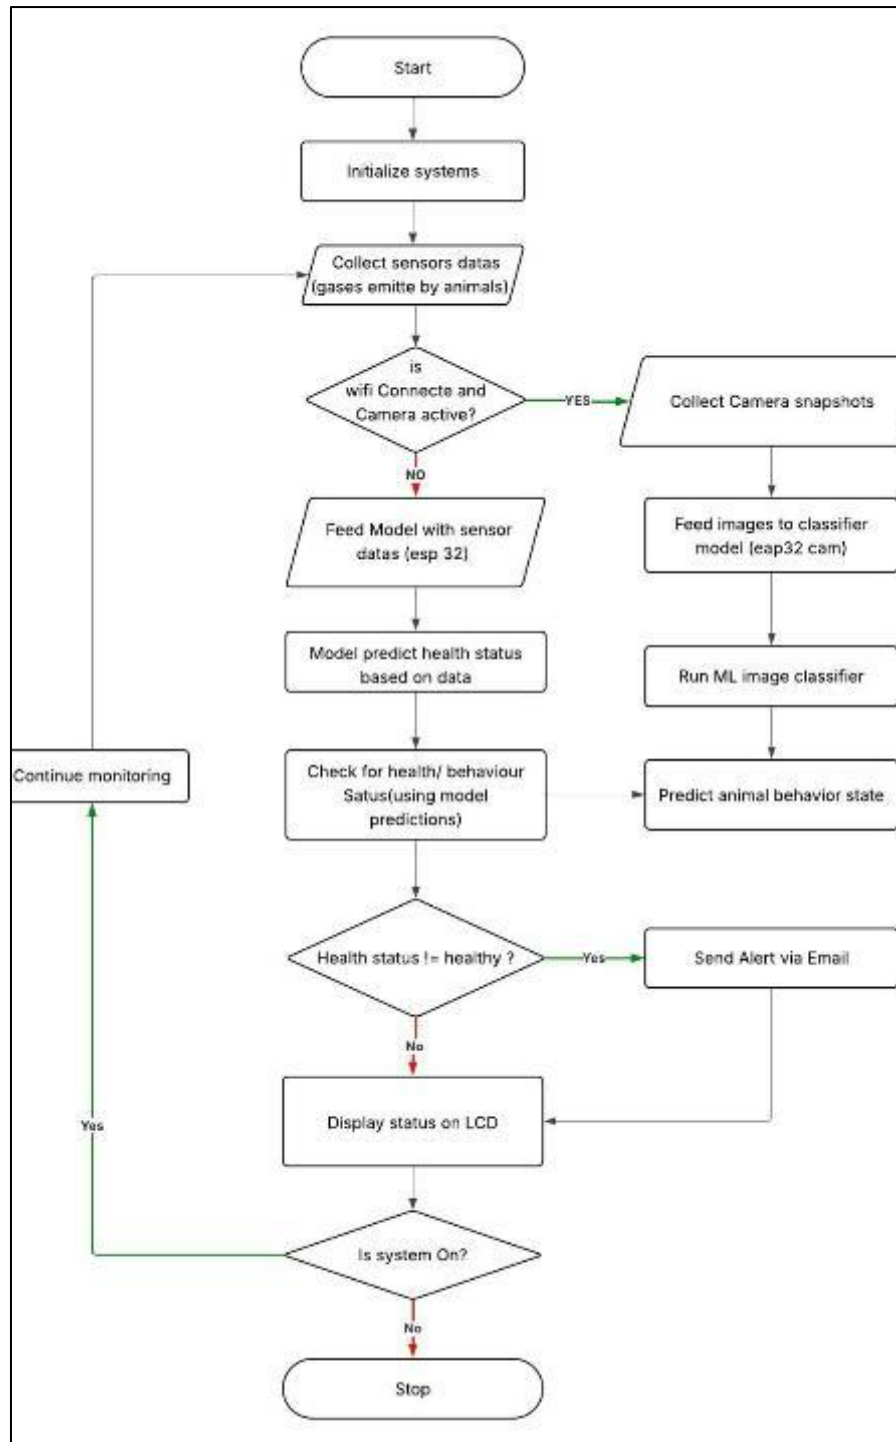 Start
Initialize systems
Collect sensors datas
(gases emitte by animals)
is
wifi Connecte and
Camera active?
YES
Collect Camera snapshots
NO
Feed Model with sensor
datas (esp 32)
Feed images to classifier
model (eap32 cam)
Model predict health status
based on data
Run ML image classifier
Continue monitoring
Check for health/ behaviour
Satus(using model
predictions)
Predict animal behavior state
Health status != healthy ?
Yes
Send Alert via Email
No
Display status on LCD
Yes
Is system On?
No
Stop